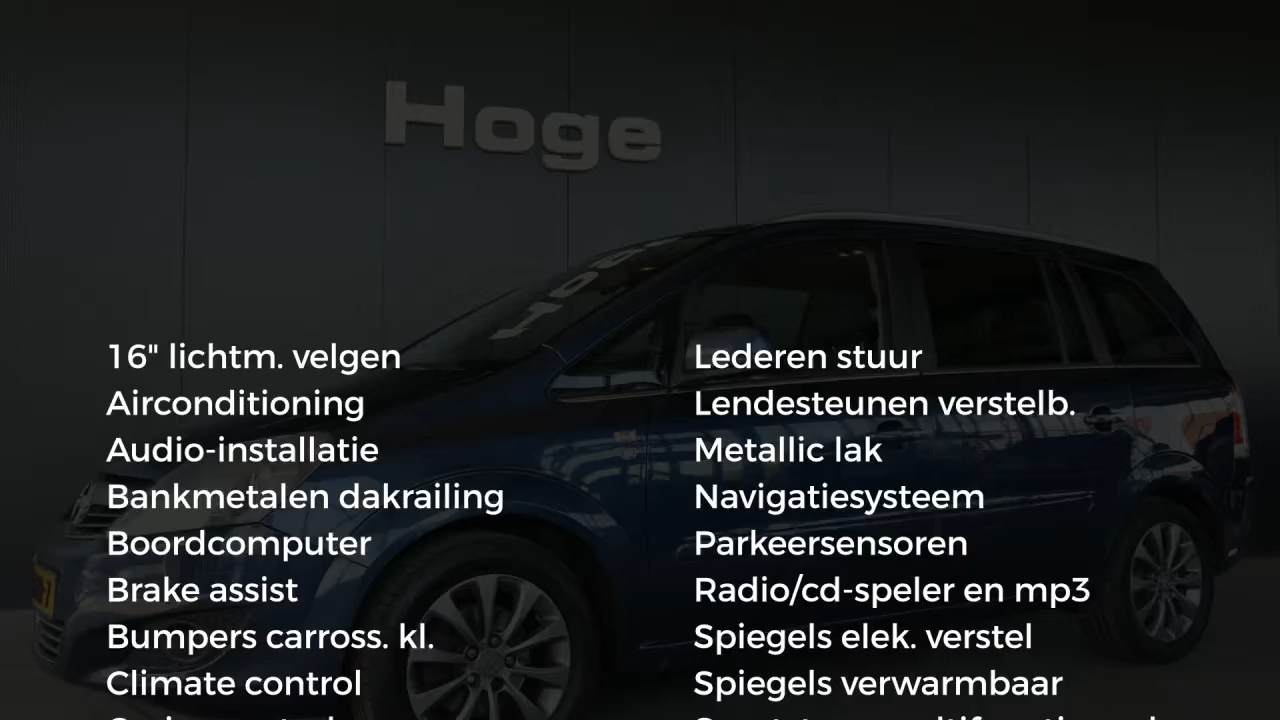 Hoge
16" lichtm. velgen
Airconditioning
Audio-installatie
Bankmetalen dakrailing
Boordcomputer
Brake assist
Bumpers carross. kl.
Climate control
Lederen stuur
Lendesteunen verstelb.
Metallic lak
Navigatiesysteem
Parkeersensoren
Radio/cd-speler en mp3
Spiegels elek. verstel
Spiegels verwarmbaar